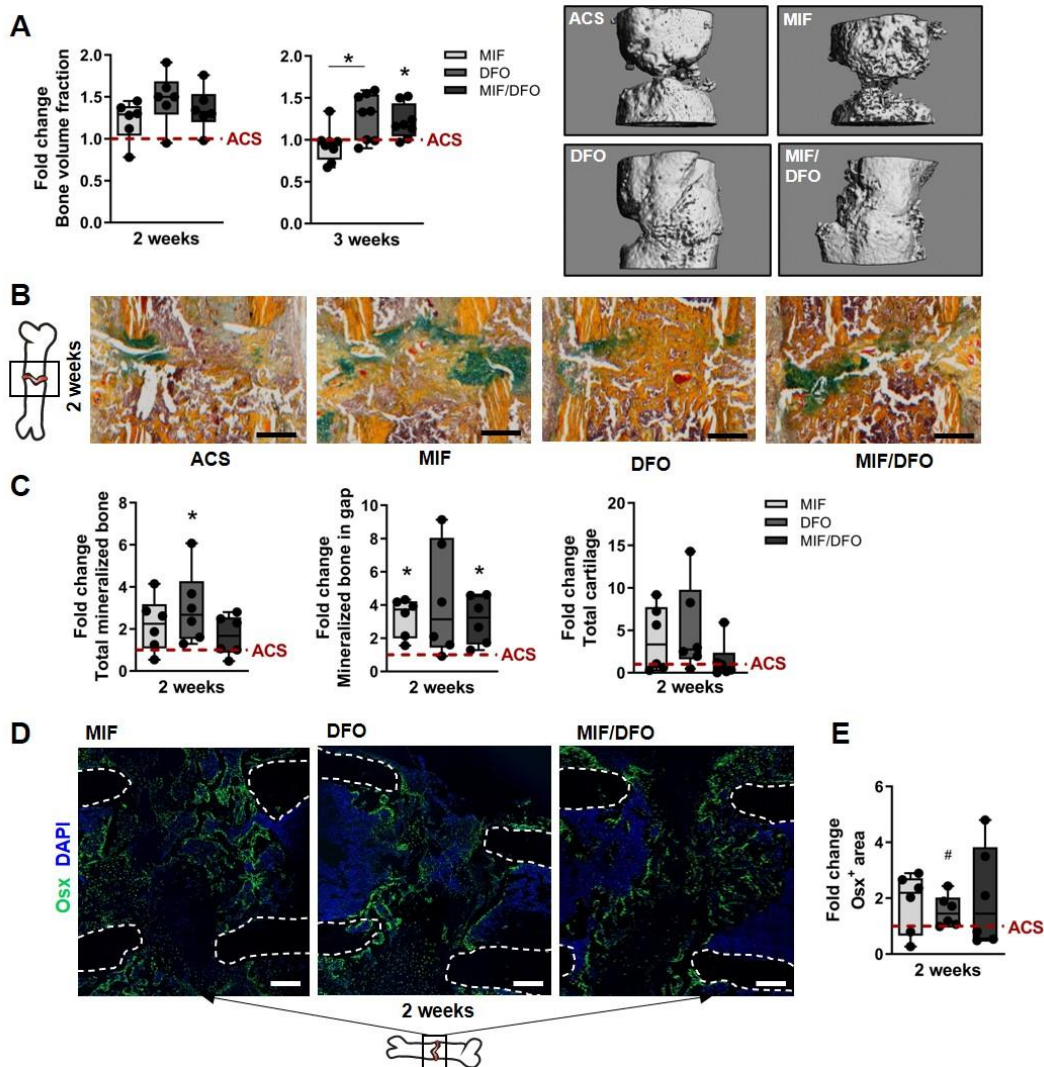 A
Fold change
Bone volume fraction
2.0
1.5
1.0
0.5
0.0
ACS
2 weeks
*
2.0
1.5
1.0
0.5
0.0
*
ACS
3 weeks
MIF
DFO
MIF/DFO
ACS
MIF
DFO
MIF/
DFO
B
2 weeks
ACS
MIF
DFO
MIF/DFO
C
Fold change
Total mineralized bone
8
6
4
2
0
*
ACS
2 weeks
Fold change
Mineralized bone in gap
10
8
6
4
2
0
*
*
ACS
2 weeks
Fold change
Total cartilage
20
15
10
5
0
ACS
2 weeks
MIF
DFO
MIF/DFO
D
MIF
DFO
MIF/DFO
Osx DAPI
2 weeks
E
Fold change
Osx+ area
6
4
2
0
#
ACS
2 weeks